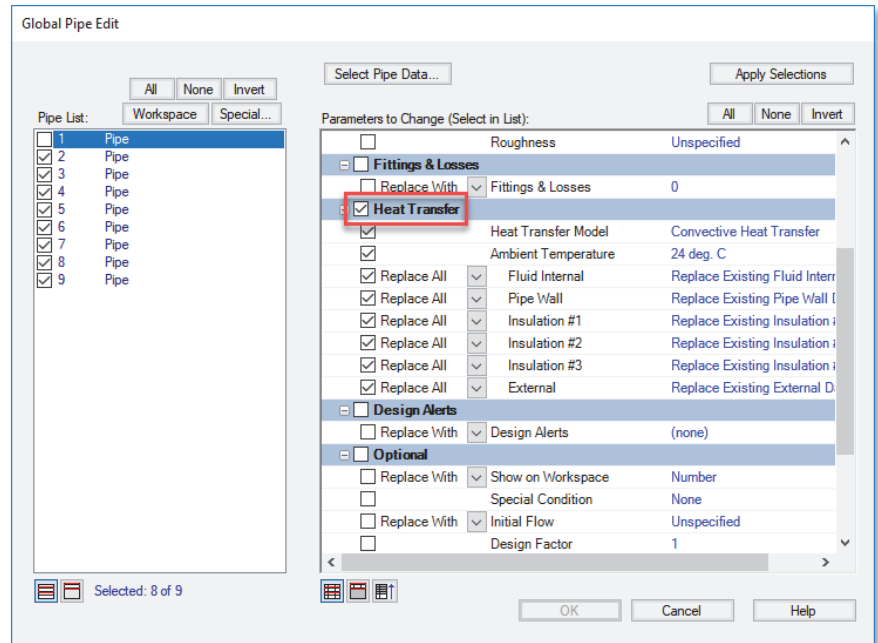 Global Pipe Edit
Select Pipe Data...
Apply Selections
All None Invert
Pipe List: Workspace Special...
Parameters to Change (Select in List): All None Invert
1 Pipe
2 Pipe
3 Pipe
4 Pipe
5 Pipe
6 Pipe
7 Pipe
8 Pipe
9 Pipe
Roughness Unspecified
Fittings & Losses
Replace With Fittings & Losses 0
Heat Transfer
Heat Transfer Model Convective Heat Transfer
Ambient Temperature 24 deg. C
Replace All Fluid Internal Replace Existing Fluid Intern
Replace All Pipe Wall Replace Existing Pipe Wall D
Replace All Insulation #1 Replace Existing Insulation #
Replace All Insulation #2 Replace Existing Insulation #
Replace All Insulation #3 Replace Existing Insulation #
Replace All External Replace Existing External D
Design Alerts
Replace With Design Alerts (none)
Optional
Replace With Show on Workspace Number
Special Condition None
Replace With Initial Flow Unspecified
Design Factor 1
Selected: 8 of 9
OK Cancel Help